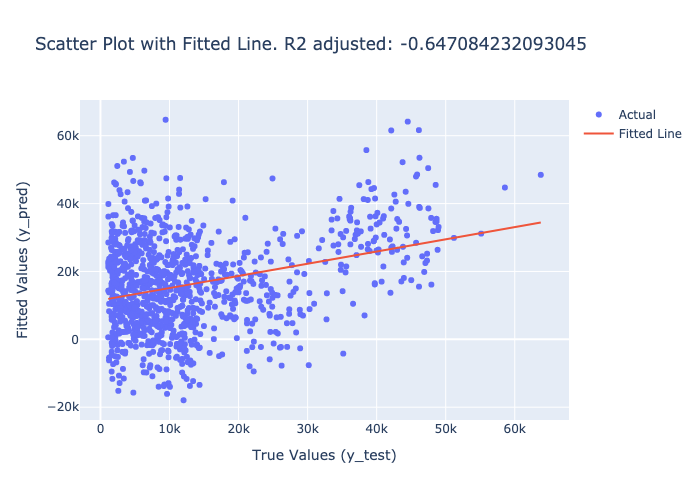 Scatter Plot with Fitted Line. R2 adjusted: -0.647084232093045
Actual
Fitted Line
60k
40k
20k
0
−20k
Fitted Values (y_pred)
0 10k 20k 30k 40k 50k 60k
True Values (y_test)